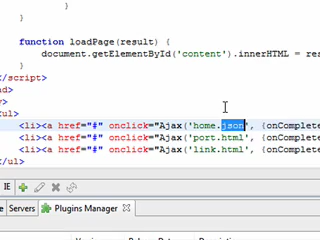 }
}
function loadPage(result) {
document.getElementById('content').innerHTML = res
</script>
>
ul>
<li><a href="#" onclick="Ajax('home.json', {onComplete
<li><a href="#" onclick="Ajax('port.html', {onComplete
<li><a href="#" onclick="Ajax('link.html', {onComplete
</ul>
IE
Servers Plugins Manager